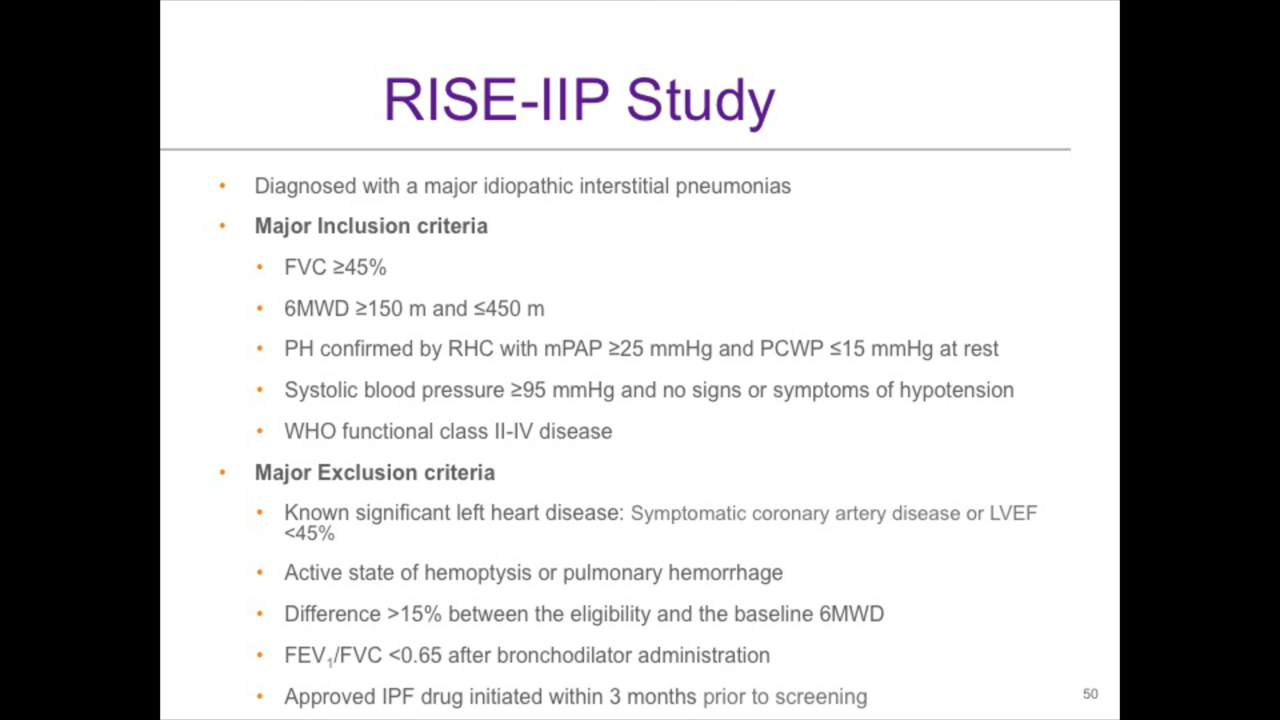 RISE-IIP Study
• Diagnosed with a major idiopathic interstitial pneumonias
• Major Inclusion criteria
• FVC ≥45%
• 6MWD ≥150 m and ≤450 m
• PH confirmed by RHC with mPAP ≥25 mmHg and PCWP ≤15 mmHg at rest
• Systolic blood pressure ≥95 mmHg and no signs or symptoms of hypotension
• WHO functional class II-IV disease
• Major Exclusion criteria
• Known significant left heart disease: Symptomatic coronary artery disease or LVEF
<45%
• Active state of hemoptysis or pulmonary hemorrhage
• Difference >15% between the eligibility and the baseline 6MWD
• FEV₁/FVC <0.65 after bronchodilator administration
• Approved IPF drug initiated within 3 months prior to screening
50